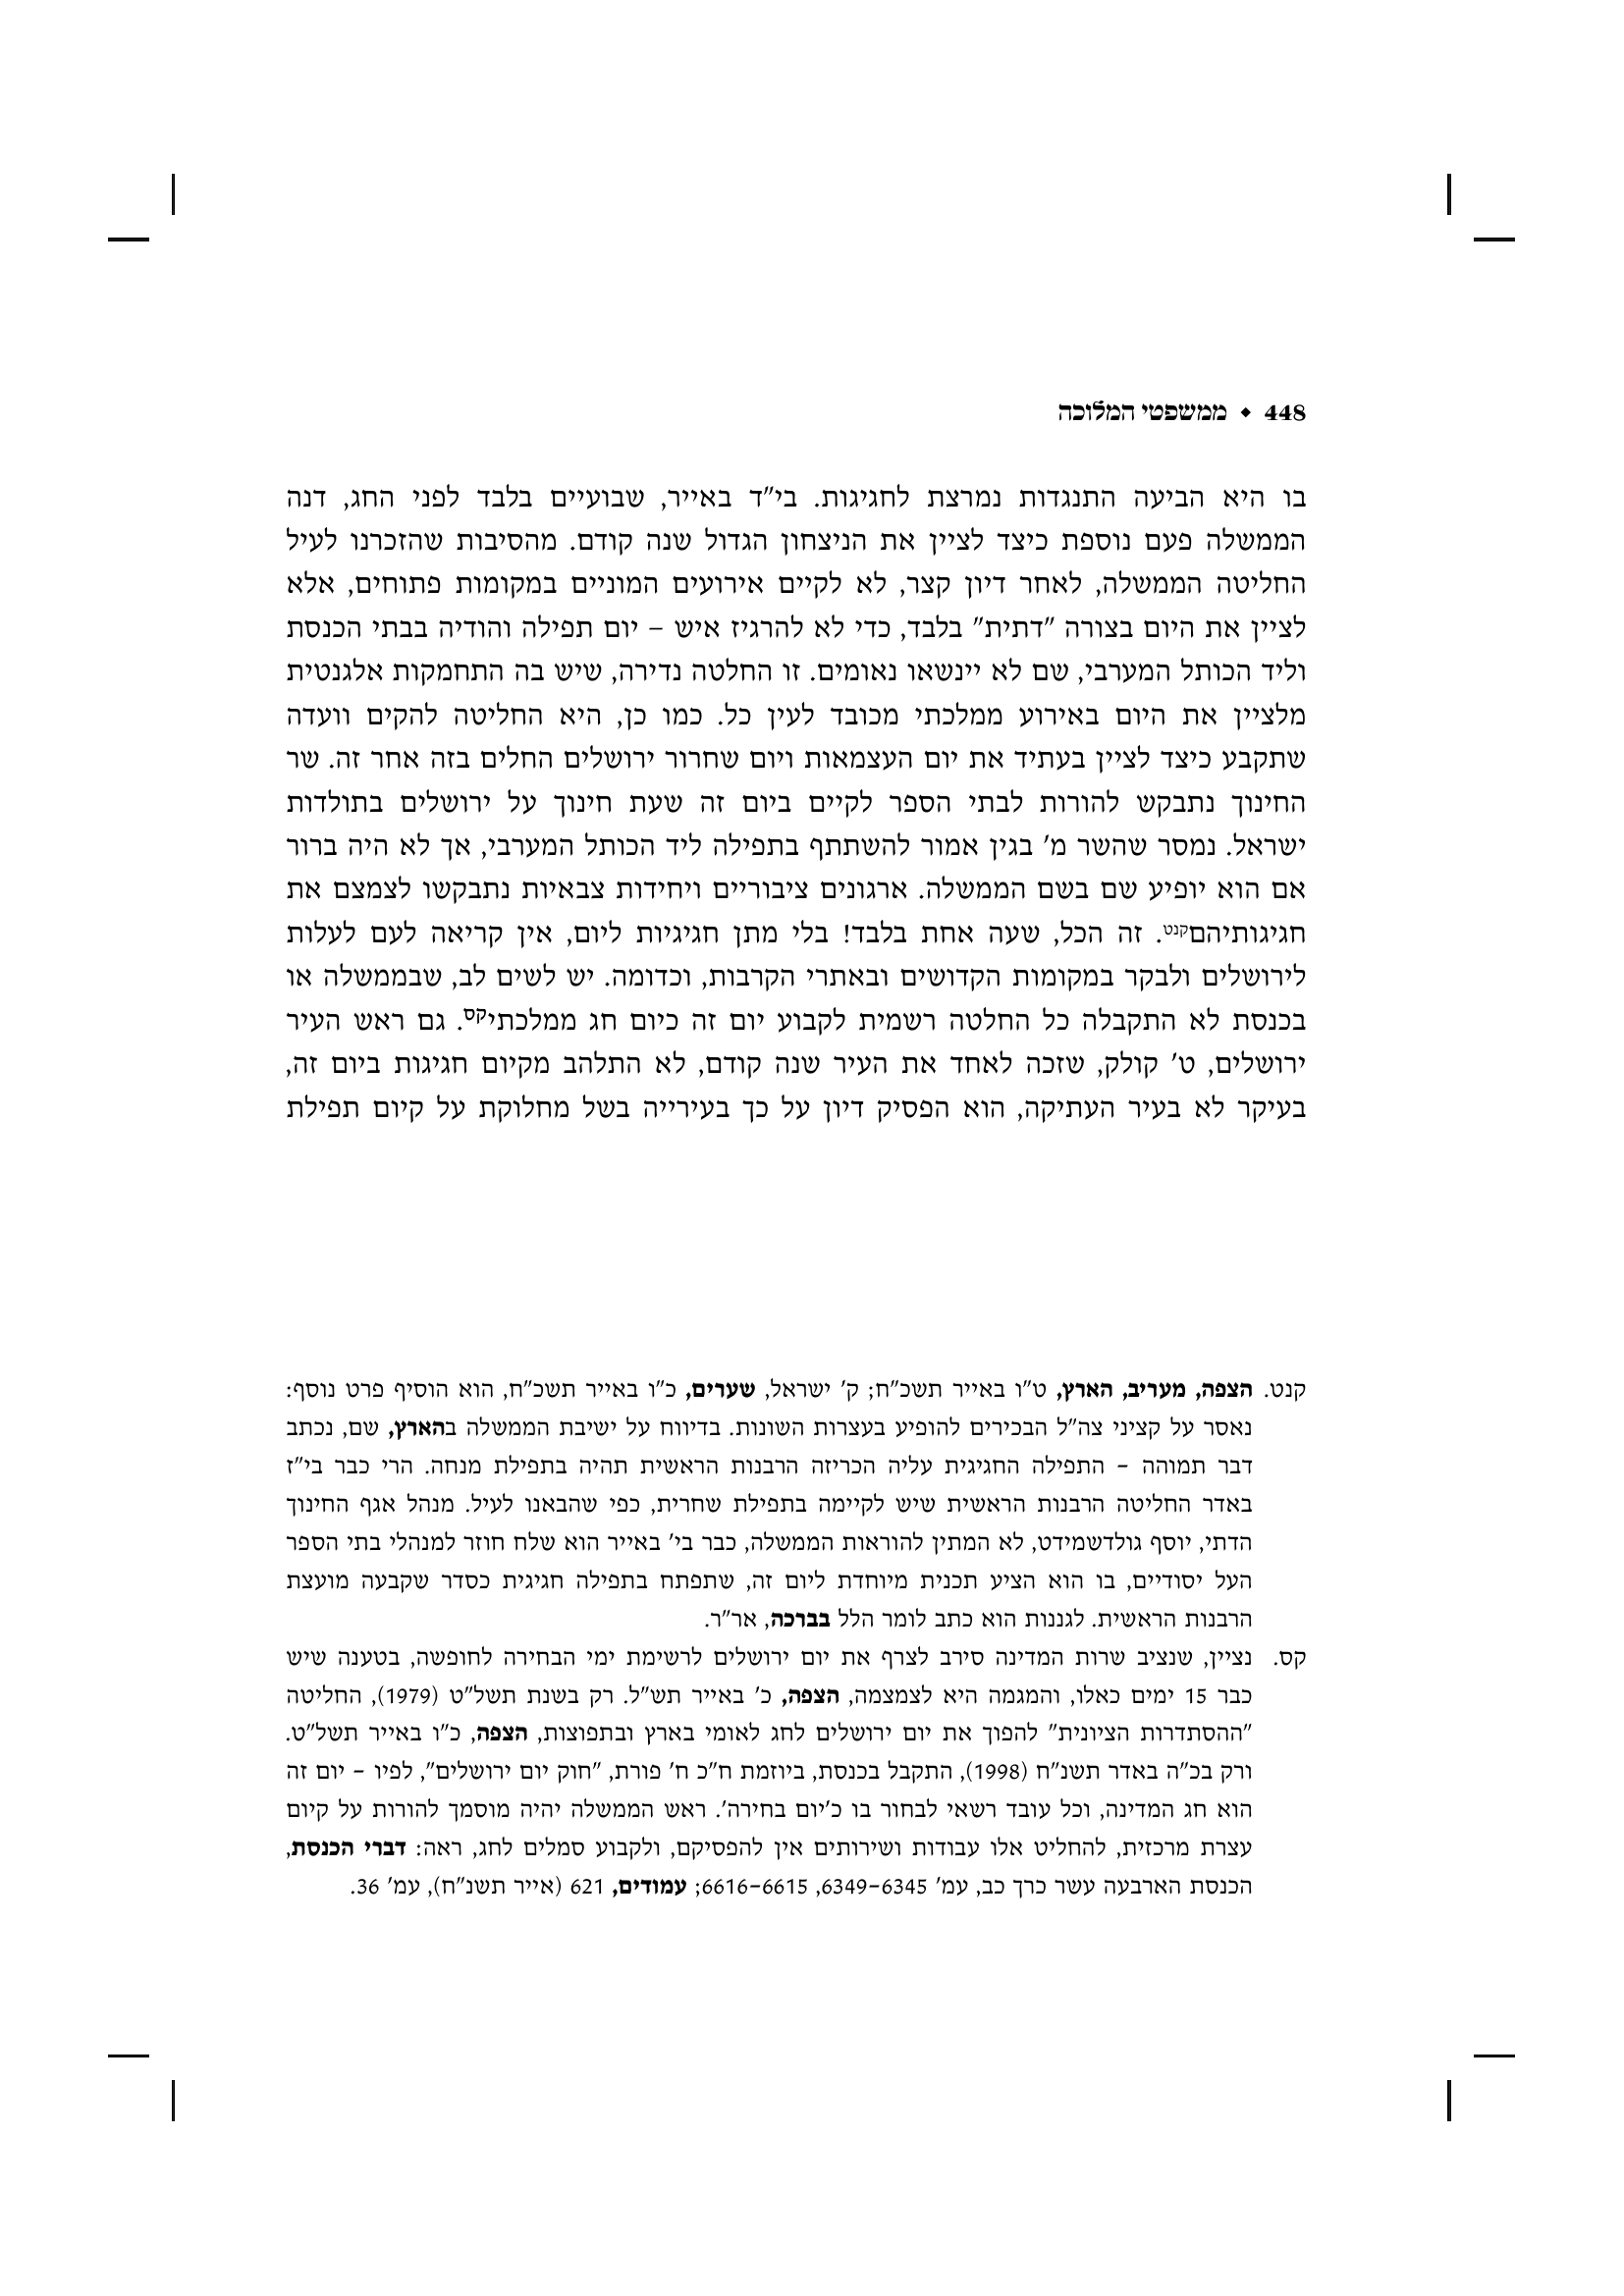 448 ◆ ממשפטי המלוכה
בו היא הביעה התנגדות נמרצת לחגיגות. בי"ד באייר, שבועיים בלבד לפני החג, דנה
הממשלה פעם נוספת כיצד לציין את הניצחון הגדול שנה קודם. מהסיבות שהזכרנו לעיל
החליטה הממשלה, לאחר דיון קצר, לא לקיים אירועים המוניים במקומות פתוחים, אלא
לציין את היום בצורה "דתית" בלבד, כדי לא להרגיז איש – יום תפילה והודיה בבתי הכנסת
וליד הכותל המערבי, שם לא יינשאו נאומים. זו החלטה נדירה, שיש בה התחמקות אלגנטית
מלציין את היום באירוע ממלכתי מכובד לעין כל. כמו כן, היא החליטה להקים וועדה
שתקבע כיצד לציין בעתיד את יום העצמאות ויום שחרור ירושלים החלים בזה אחר זה. שר
החינוך נתבקש להורות לבתי הספר לקיים ביום זה שעת חינוך על ירושלים בתולדות
ישראל. נמסר שהשר מ' בגין אמור להשתתף בתפילה ליד הכותל המערבי, אך לא היה ברור
אם הוא יופיע שם בשם הממשלה. ארגונים ציבוריים ויחידות צבאיות נתבקשו לצמצם את
חגיגותיהםקנט. זה הכל, שעה אחת בלבד! בלי מתן חגיגיות ליום, אין קריאה לעם לעלות
לירושלים ולבקר במקומות הקדושים ובאתרי הקרבות, וכדומה. יש לשים לב, שבממשלה או
בכנסת לא התקבלה כל החלטה רשמית לקבוע יום זה כיום חג ממלכתיקס. גם ראש העיר
ירושלים, ט' קולק, שזכה לאחד את העיר שנה קודם, לא התלהב מקיום חגיגות ביום זה,
בעיקר לא בעיר העתיקה, הוא הפסיק דיון על כך בעירייה בשל מחלוקת על קיום תפילת
קנט. הצפה, מעריב, הארץ, ט"ו באייר תשכ"ח; ק' ישראל, שערים, כ"ו באייר תשכ"ח, הוא הוסיף פרט נוסף:
נאסר על קציני צה"ל הבכירים להופיע בעצרות השונות. בדיווח על ישיבת הממשלה בהארץ, שם, נכתב
דבר תמוהה – התפילה החגיגית עליה הכריזה הרבנות הראשית תהיה בתפילת מנחה. הרי כבר בי"ז
באדר החליטה הרבנות הראשית שיש לקיימה בתפילת שחרית, כפי שהבאנו לעיל. מנהל אגף החינוך
הדתי, יוסף גולדשמידט, לא המתין להוראות הממשלה, כבר בי' באייר הוא שלח חוזר למנהלי בתי הספר
העל יסודיים, בו הוא הציע תכנית מיוחדת ליום זה, שתפתח בתפילה חגיגית כסדר שקבעה מועצת
הרבנות הראשית. לגננות הוא כתב לומר הלל בברכה, אר"ר.
קס. נציין, שנציב שרות המדינה סירב לצרף את יום ירושלים לרשימת ימי הבחירה לחופשה, בטענה שיש
כבר 15 ימים כאלו, והמגמה היא לצמצמה, הצפה, כ' באייר תש"ל. רק בשנת תשל"ט (1979), החליטה
"ההסתדרות הציונית" להפוך את יום ירושלים לחג לאומי בארץ ובתפוצות, הצפה, כ"ו באייר תשל"ט.
ורק בכ"ה באדר תשנ"ח (1998), התקבל בכנסת, ביוזמת ח"כ ח' פורת, "חוק יום ירושלים", לפיו – יום זה
הוא חג המדינה, וכל עובד רשאי לבחור בו כ'יום בחירה'. ראש הממשלה יהיה מוסמך להורות על קיום
עצרת מרכזית, להחליט אלו עבודות ושירותים אין להפסיקם, ולקבוע סמלים לחג, ראה: דברי הכנסת,
הכנסת הארבעה עשר כרך כב, עמ' 6345–6349, 6615–6616; עמודים, 621 (אייר תשנ"ח), עמ' 36.